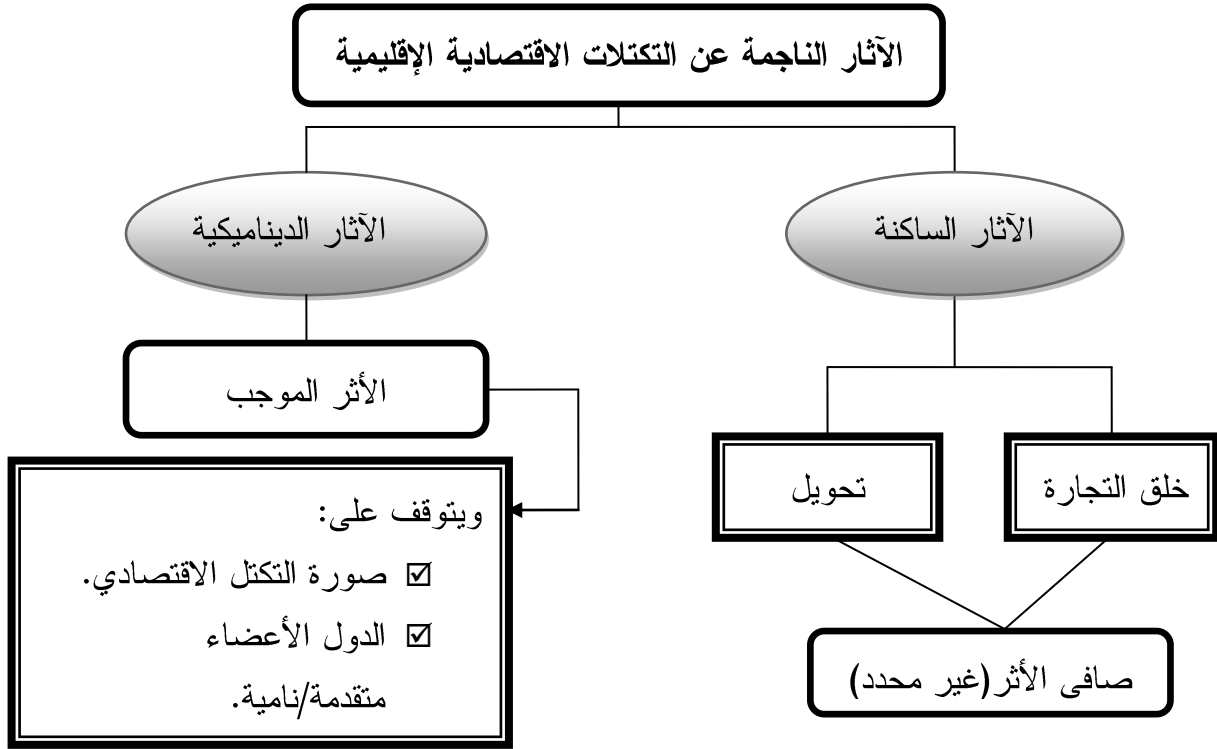 الآثار الناجمة عن التكتلات الاقتصادية الإقليمية
الآثار الساكنة
الآثار الديناميكية
خلق التجارة
تحويل
صافى الأثر(غير محدد)
الأثر الموجب
ويتوقف على:
☑ صورة التكتل الاقتصادي.
☑ الدول الأعضاء
متقدمة/نامية.